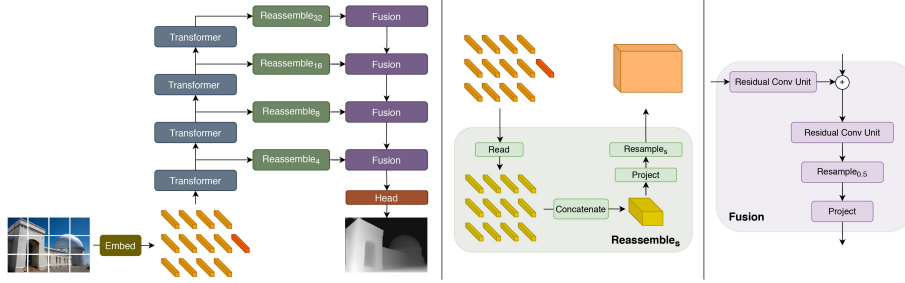 Reassemble32
Fusion
Transformer
Reassemble16
Fusion
Transformer
Reassemble8
Fusion
Transformer
Reassemble4
Fusion
Transformer
Head
Embed
Read
Resamples
Project
Concatenate
Reassembles
Residual Conv Unit
+
Residual Conv Unit
Resample0.5
Project
Fusion